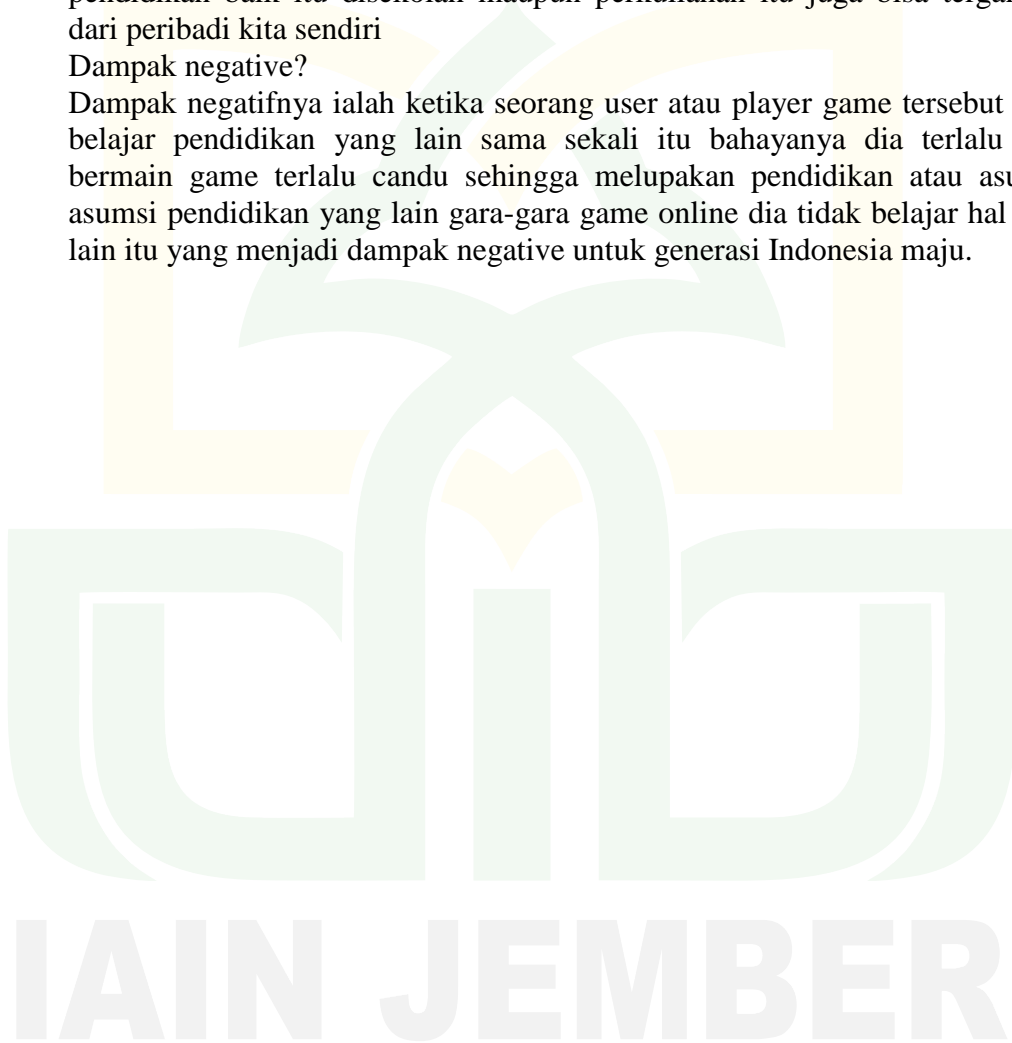 dari peribadi kita sendiri
Dampak negative?
Dampak negatifnya ialah ketika seorang user atau player game tersebut
belajar pendidikan yang lain sama sekali itu bahayanya dia terlalu
bermain game terlalu candu sehingga melupakan pendidikan atau
asumsi pendidikan yang lain gara-gara game online dia tidak belajar hal
lain itu yang menjadi dampak negative untuk generasi Indonesia maju.
IAIN JEMBER